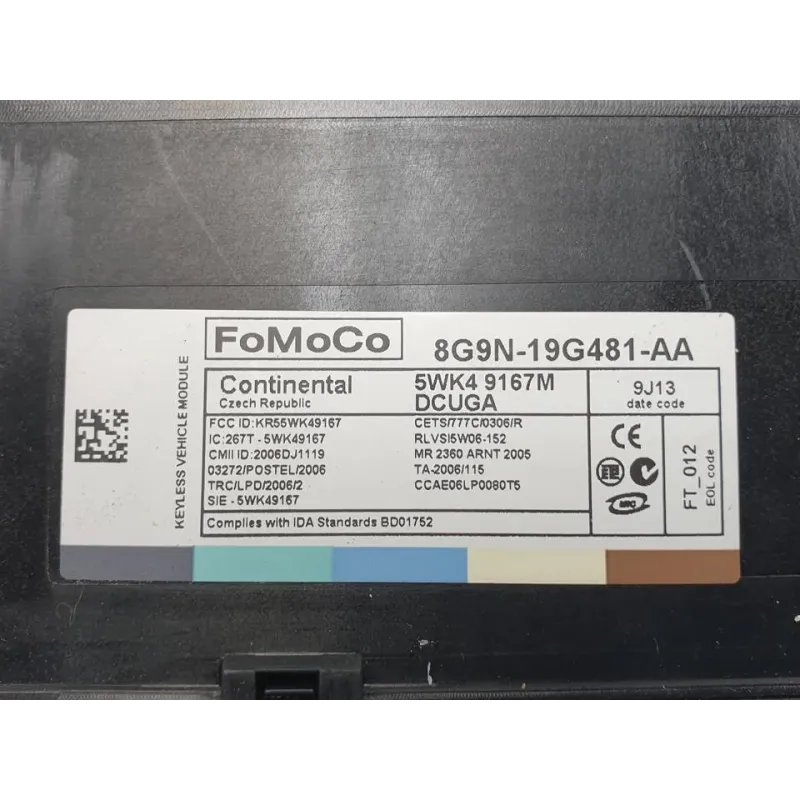 KEYLESS VEHICLE MODULE
FoMoCo
8G9N-19G481-AA
Continental
Czech Republic
5WK4 9167M
DCUGA
9J13
date code
FCC ID:KR55WK49167
IC:267T - 5WK49167
CMII ID:2006DJ1119
03272/POSTEL/2006
TRC/LPD/2006/2
SIE - 5WK49167
CETS/777C/0306/R
RLVSI5W06-152
MR 2360 ARNT 2005
TA-2006/115
CCAE06LP0080T5
Complies with IDA Standards BD01752
CE
FT_012
EOL code